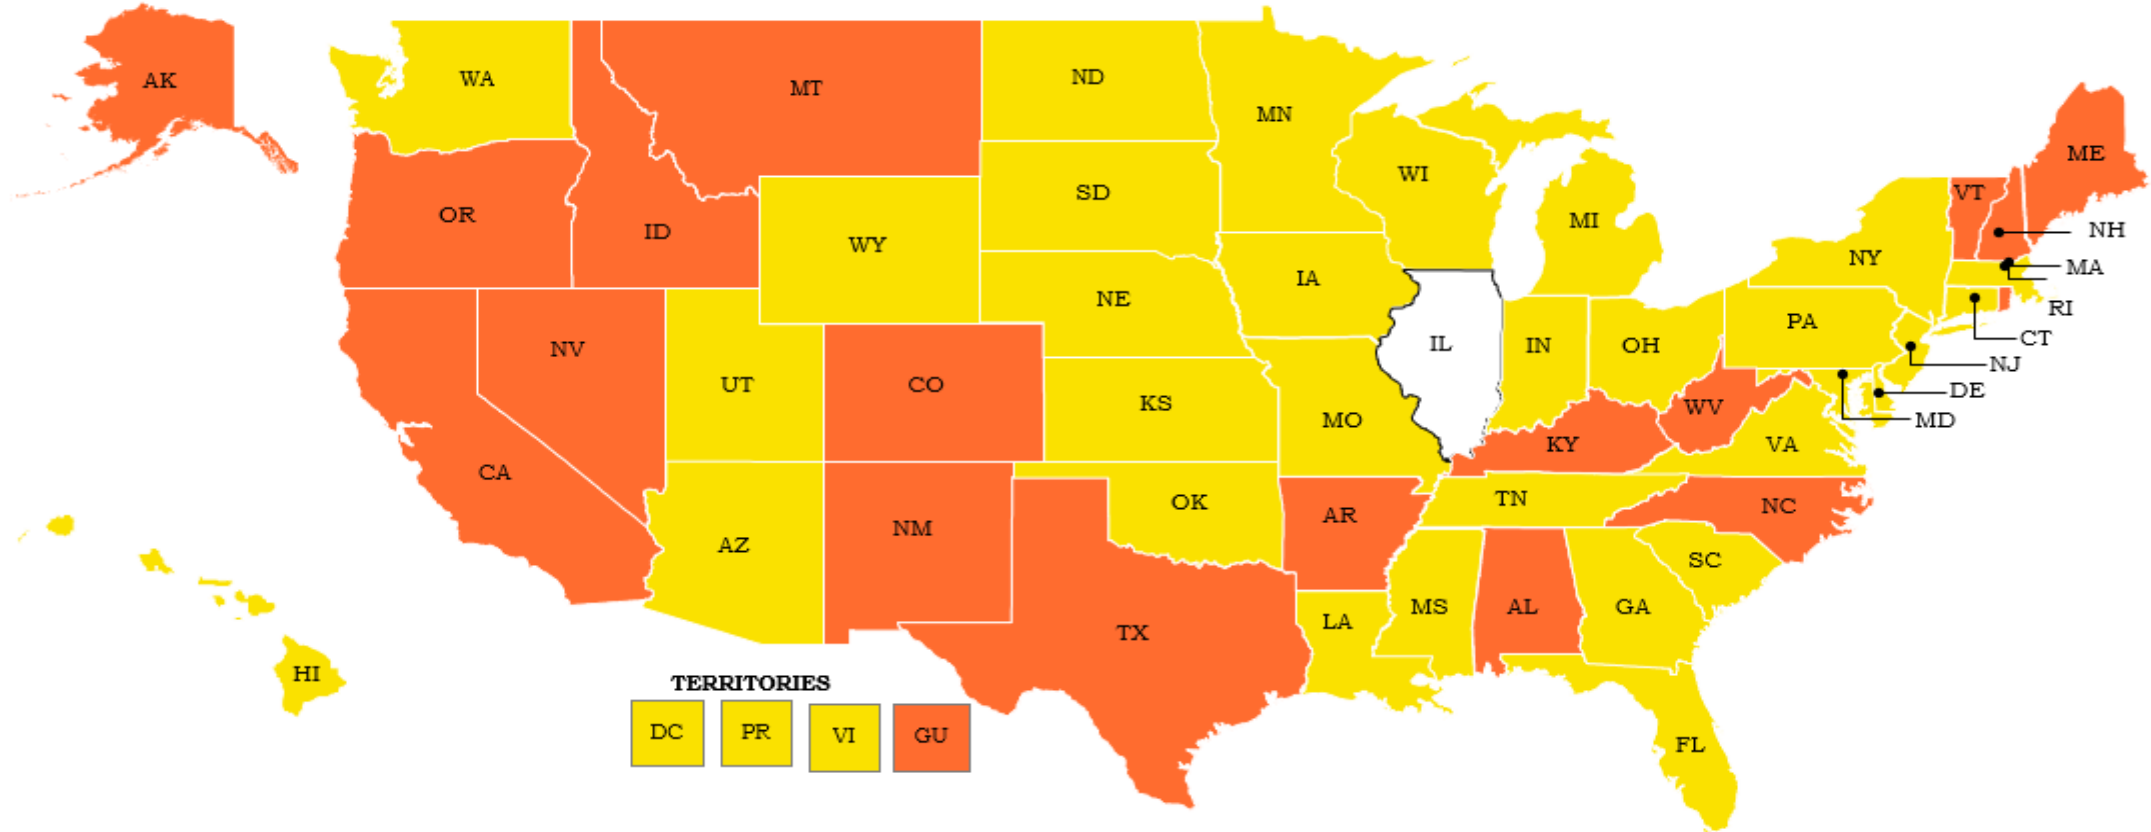 AK
WA
MT
ND
MN
ME
WI
SD
VT
OR
ID
MI
NH
WY
NY
MA
IA
NE
RI
PA
CT
NV
IL
IN
OH
NJ
UT
CO
DE
KS
WV
MD
MO
KY
VA
CA
OK
TN
NC
AR
NM
AZ
SC
MS
AL
GA
LA
TX
HI
TERRITORIES
DC
PR
VI
GU
FL